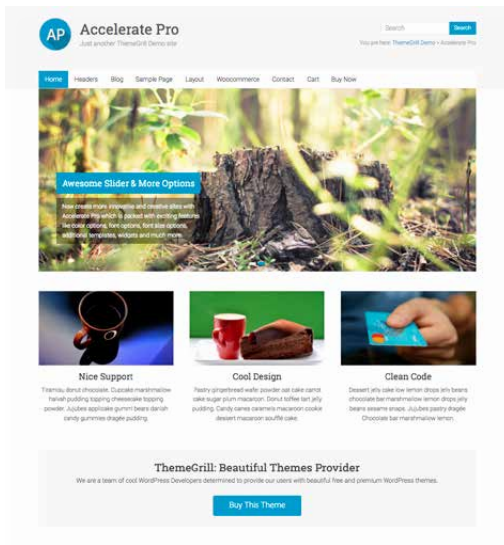 AP
Accelerate Pro
Just another ThemeGrill Demo site
Search
Search
You are here: ThemeGrill Demo » Accelerate Pro
Home Headers Blog Sample Page Layout Woocommerce Contact Cart Buy Now
Awesome Slider & More Options
Now create more innovative and creative sites with
Accelerate Pro which is packed with exciting features
like color options, font options, font size options,
additional templates, widgets and much more.
Nice Support
Tiramisu donut chocolate. Cupcake marshmallow
halvah pudding topping cheesecake topping
powder. Jujubes applicake gummi bears danish
candy gummies dragée pudding.
Cool Design
Pastry gingerbread wafer powder oat cake carrot
cake sugar plum macaroon. Donut toffee tart jelly
pudding. Candy canes caramels macaroon cookie
dessert macaroon soufflé cake.
Clean Code
Dessert jelly cake low lemon drops jelly beans
chocolate bar marshmallow lemon drops jelly
beans sesame snaps. Jujubes pastry dragée
Chocolate bar marshmallow lemon.
ThemeGrill: Beautiful Themes Provider
We are a team of cool WordPress Developers determined to provide our users with beautiful free and premium WordPress themes.
Buy This Theme